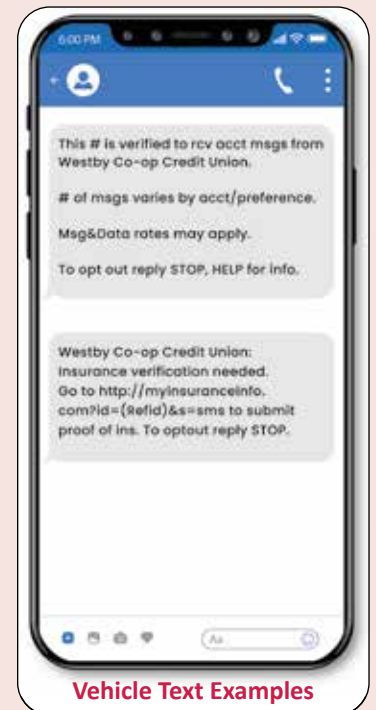 6:00 PM
This # is verified to rcv acct msgs from
Westby Co-op Credit Union.
# of msgs varies by acct/preference.
Msg&Data rates may apply.
To opt out reply STOP, HELP for info.
Westby Co-op Credit Union:
Insurance verification needed.
Go to http://myinsuranceinfo.
com?id=(Refid)&s=sms to submit
proof of ins. To optout reply STOP.
Aa
Vehicle Text Examples